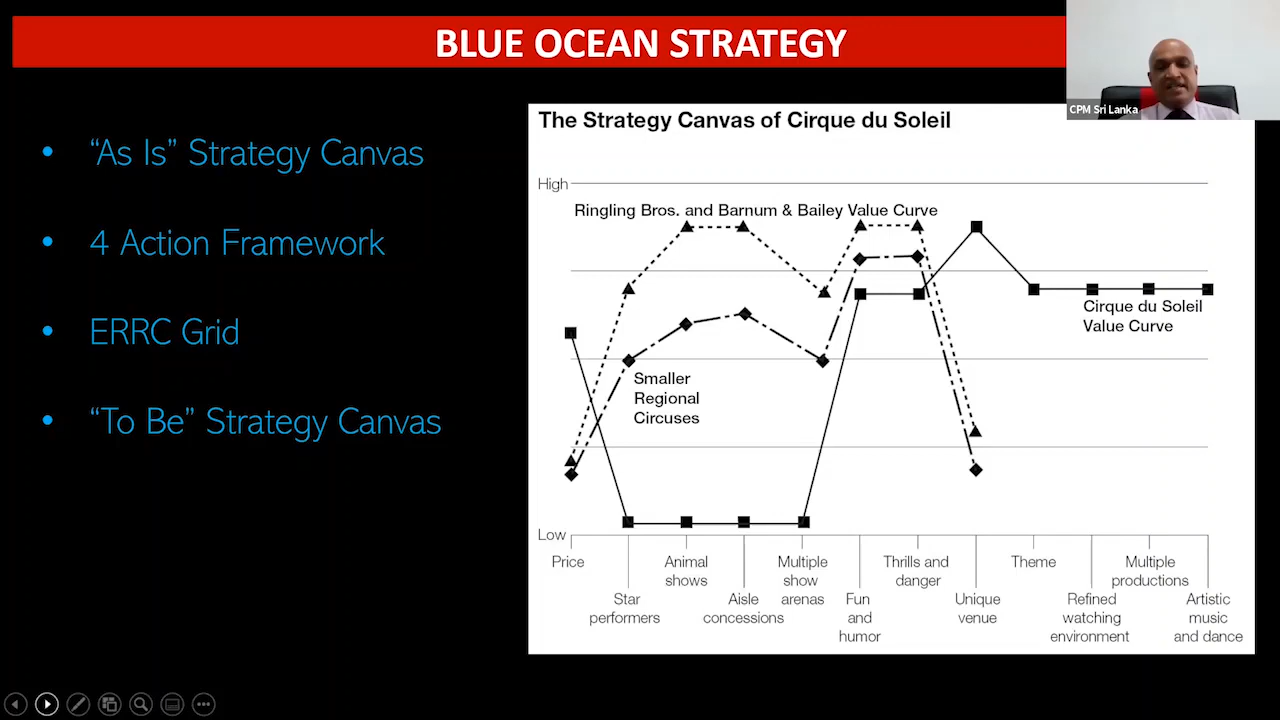 BLUE OCEAN STRATEGY
CPM Sri Lanka
• “As Is” Strategy Canvas
• 4 Action Framework
• ERRC Grid
• “To Be” Strategy Canvas
The Strategy Canvas of Cirque du Soleil
High
Ringling Bros. and Barnum & Bailey Value Curve
Cirque du Soleil
Value Curve
Smaller
Regional
Circuses
Low
Price
Star
performers
Animal
shows
Aisle
concessions
Multiple
show
arenas
Fun
and
humor
Thrills and
danger
Unique
venue
Theme
Refined
watching
environment
Multiple
productions
Artistic
music
and dance